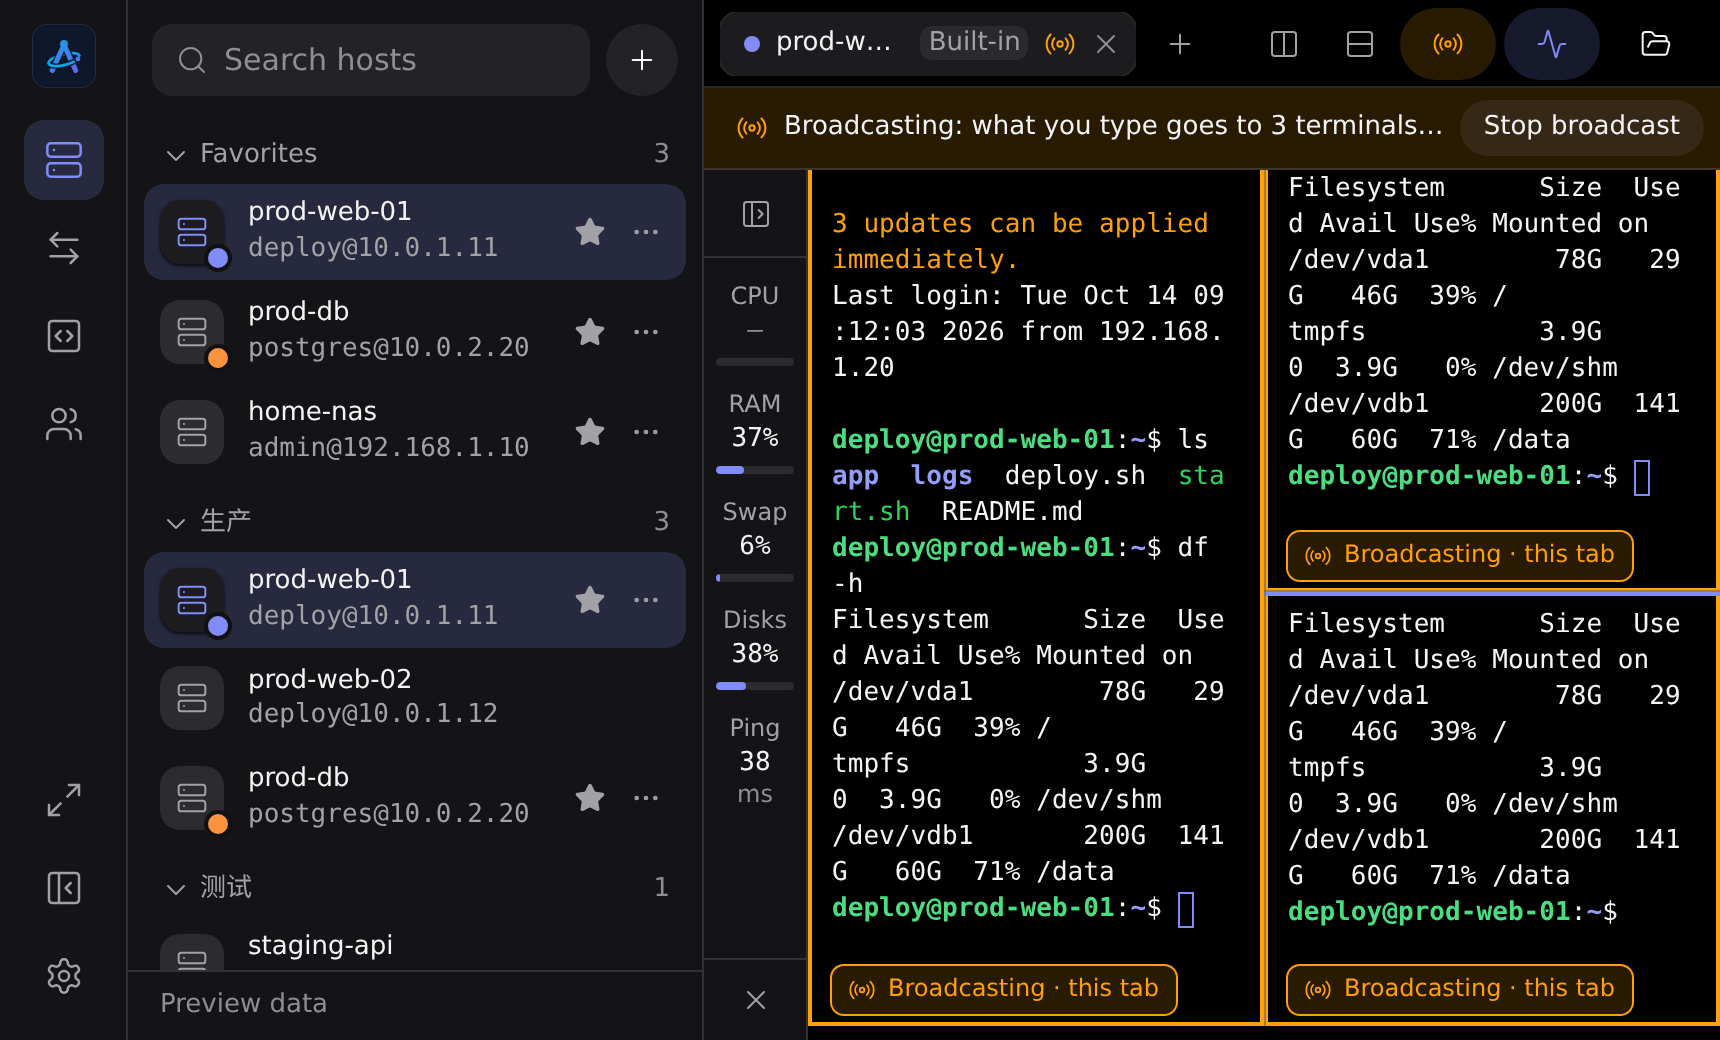 Search hosts
Favorites 3
prod-web-01
deploy@10.0.1.11
prod-db
postgres@10.0.2.20
home-nas
admin@192.168.1.10
生产 3
prod-web-01
deploy@10.0.1.11
prod-web-02
deploy@10.0.1.12
prod-db
postgres@10.0.2.20
测试 1
staging-api
Preview data
prod-w… Built-in
Broadcasting: what you type goes to 3 terminals… Stop broadcast
CPU
—
RAM
37%
Swap
6%
Disks
38%
Ping
38
ms
3 updates can be applied
immediately.
Last login: Tue Oct 14 09
:12:03 2026 from 192.168.
1.20
deploy@prod-web-01:~$ ls
app  logs  deploy.sh  sta
rt.sh  README.md
deploy@prod-web-01:~$ df
-h
Filesystem      Size  Use
d Avail Use% Mounted on
/dev/vda1        78G   29
G   46G  39% /
tmpfs           3.9G
0  3.9G   0% /dev/shm
/dev/vdb1       200G  141
G   60G  71% /data
deploy@prod-web-01:~$
Broadcasting · this tab
Filesystem      Size  Use
d Avail Use% Mounted on
/dev/vda1        78G   29
G   46G  39% /
tmpfs           3.9G
0  3.9G   0% /dev/shm
/dev/vdb1       200G  141
G   60G  71% /data
deploy@prod-web-01:~$
Broadcasting · this tab
Filesystem      Size  Use
d Avail Use% Mounted on
/dev/vda1        78G   29
G   46G  39% /
tmpfs           3.9G
0  3.9G   0% /dev/shm
/dev/vdb1       200G  141
G   60G  71% /data
deploy@prod-web-01:~$
Broadcasting · this tab